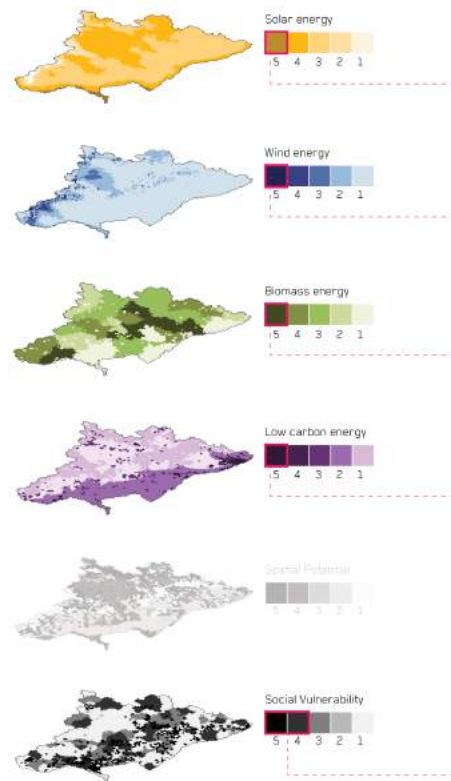 Solar energy
5 4 3 2 1
Wind energy
5 4 3 2 1
Biomass energy
5 4 3 2 1
Low carbon energy
5 4 3 2 1
Spatial Potential
5 4 3 2 1
Social Vulnerability
5 4 3 2 1